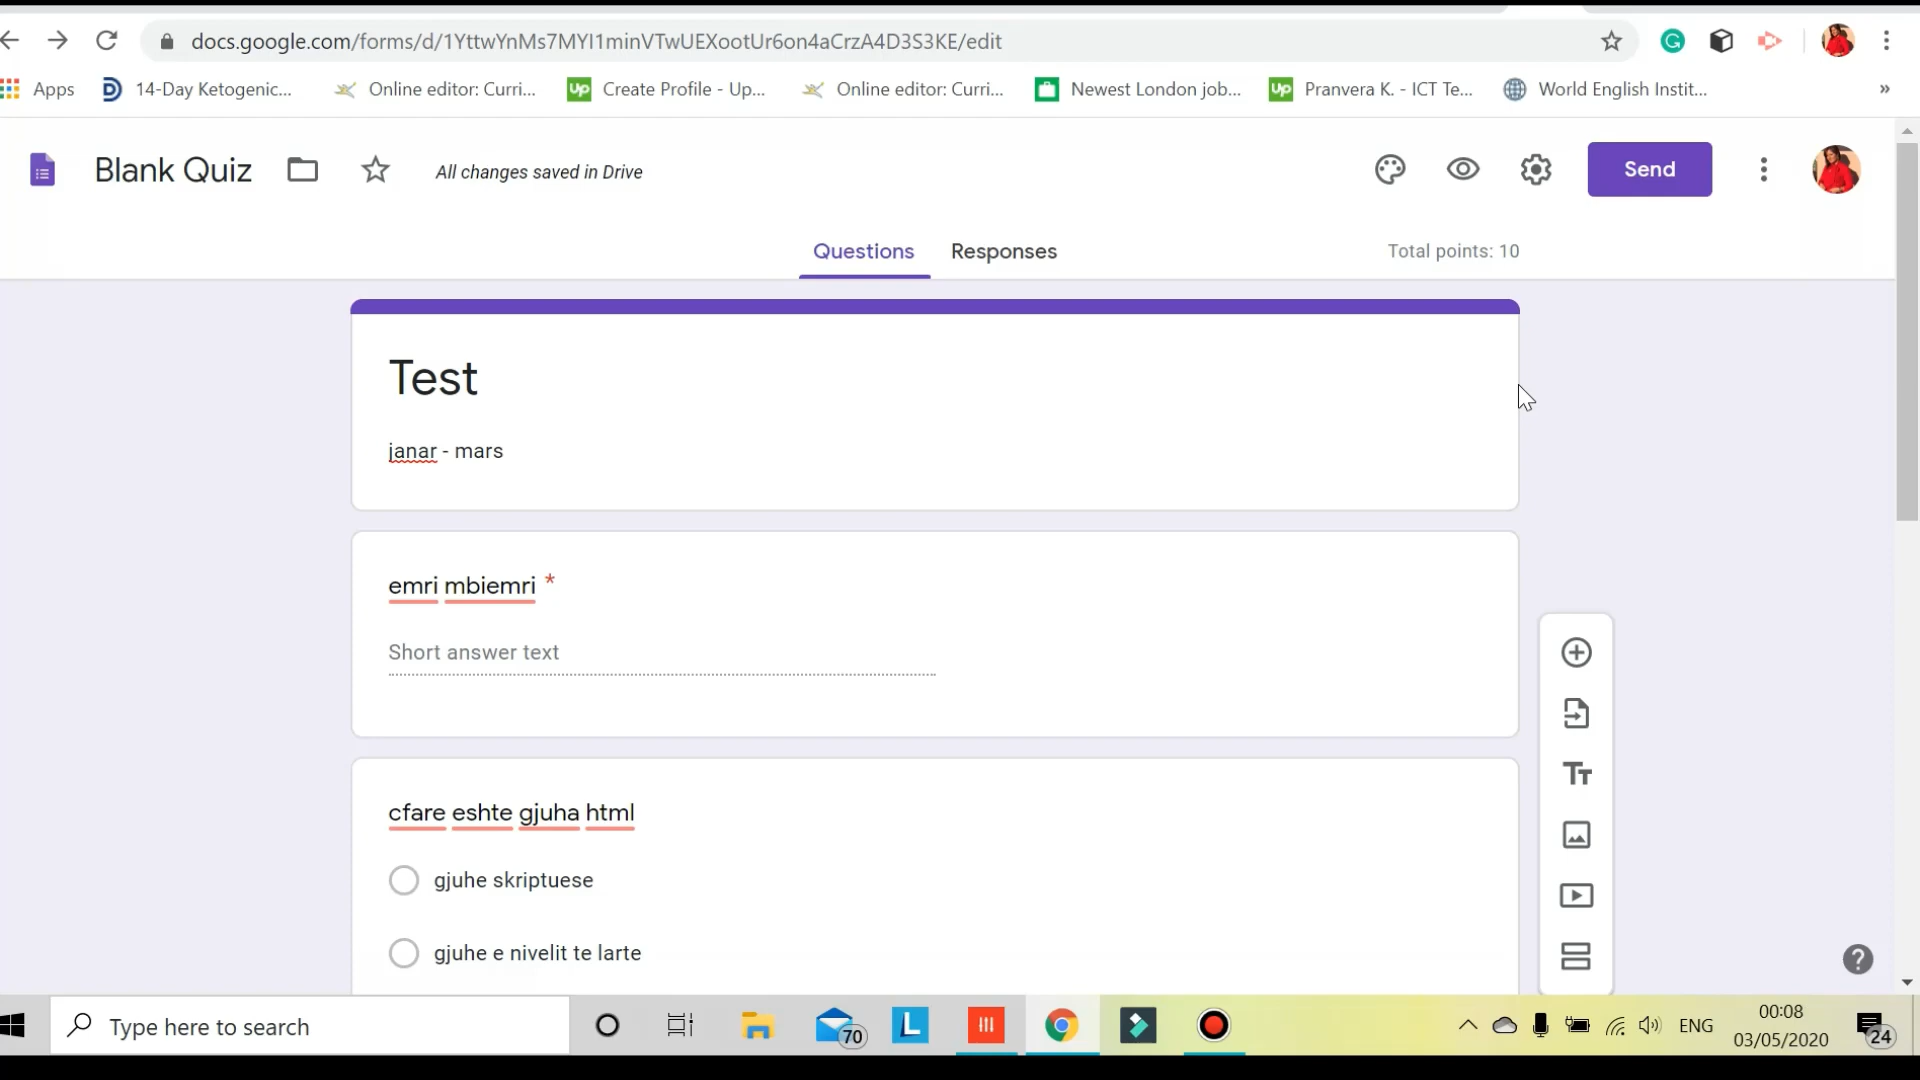 docs.google.com/forms/d/1YttwYnMs7MYI1minVTwUEXootUr6on4aCrzA4D3S3KE/edit
Apps
14-Day Ketogenic...
Online editor: Curri...
Up
Create Profile - Up...
Online editor: Curri...
Newest London job...
Up
Pranvera K. - ICT Te...
World English Instit...
»
Blank Quiz
All changes saved in Drive
Send
Questions
Responses
Total points: 10
Test
janar - mars
emri mbiemri *
Short answer text
Tт
cfare eshte gjuha html
gjuhe skriptuese
gjuhe e nivelit te larte
Type here to search
70
L
ENG
00:08
03/05/2020
24